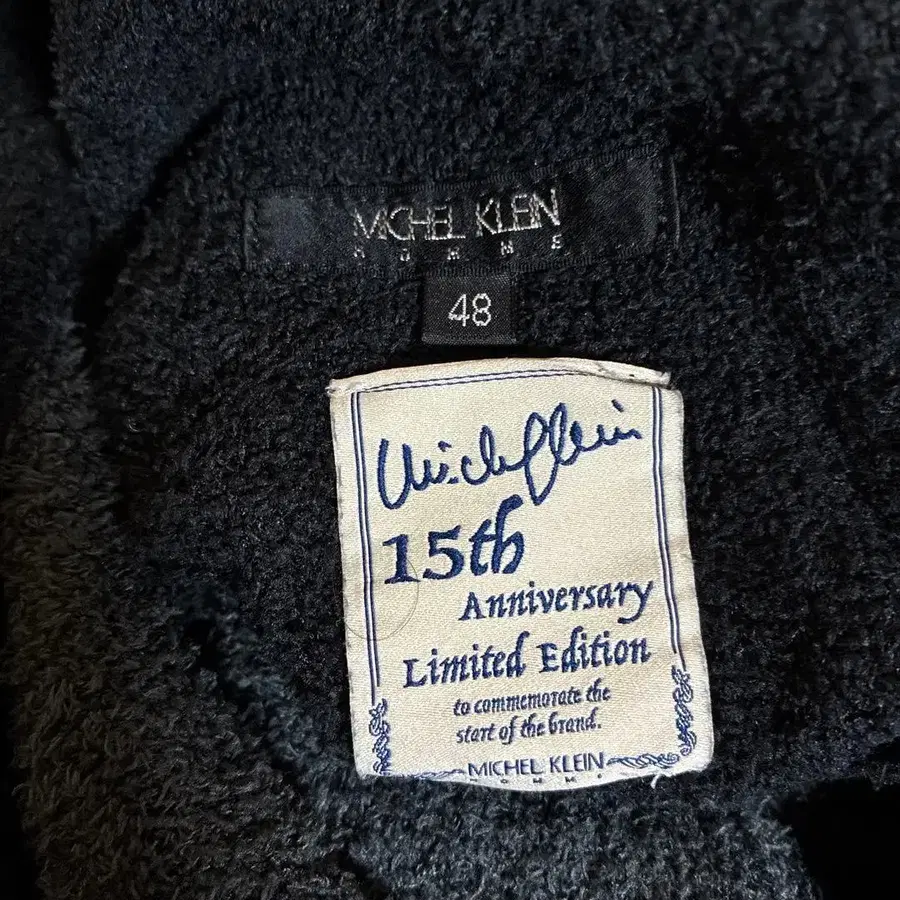 MICHEL KLEIN
HOMME
48
Michel Klein
15th
Anniversary
Limited Edition
to commemorate the
start of the brand.
MICHEL KLEIN
HOMME